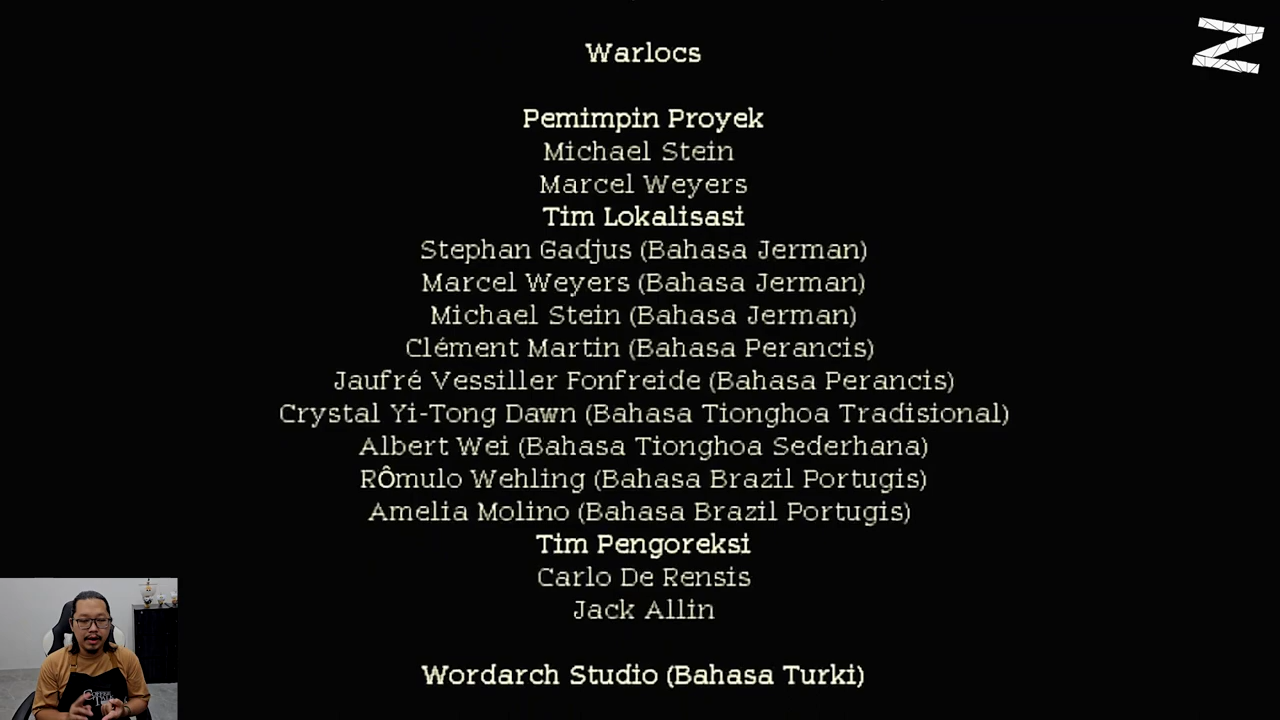 Warlocs
Z
Pemimpin Proyek
Michael Stein
Marcel Weyers
Tim Lokalisasi
Stephan Gadjus (Bahasa Jerman)
Marcel Weyers (Bahasa Jerman)
Michael Stein (Bahasa Jerman)
Clément Martin (Bahasa Perancis)
Jaufré Vessiller Fonfreide (Bahasa Perancis)
Crystal Yi-Tong Dawn (Bahasa Tionghoa Tradisional)
Albert Wei (Bahasa Tionghoa Sederhana)
RÔmulo Wehling (Bahasa Brazil Portugis)
Amelia Molino (Bahasa Brazil Portugis)
Tim Pengoreksi
Carlo De Rensis
Jack Allin
Wordarch Studio (Bahasa Turki)
COFFEE
TALK